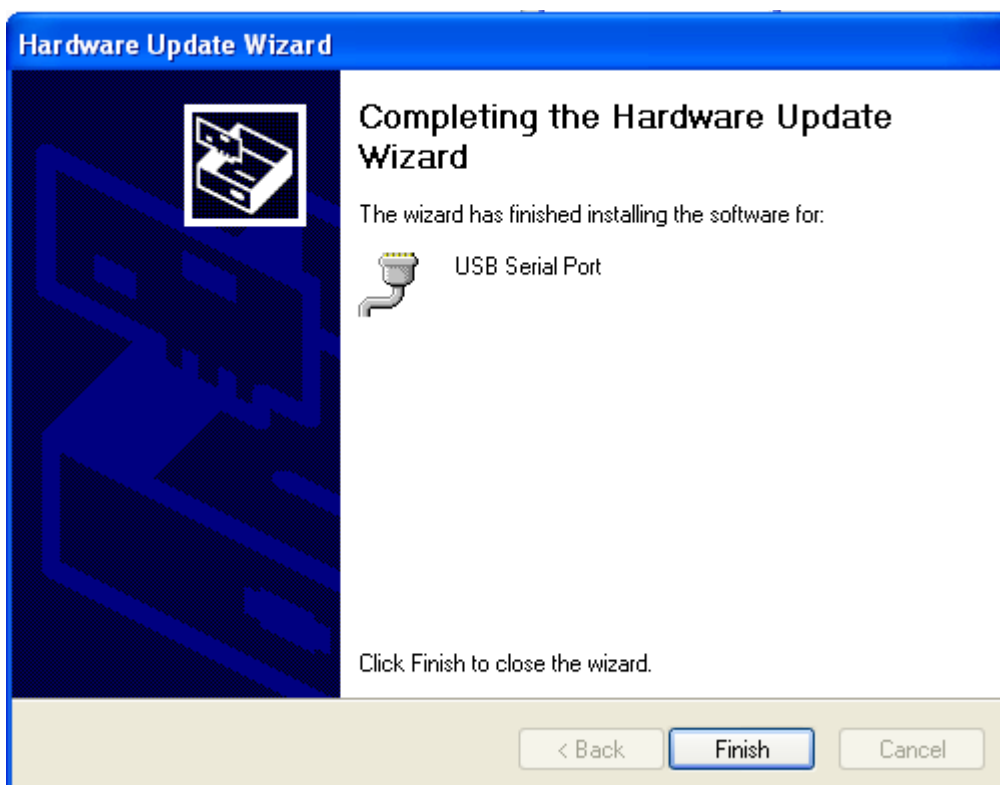 Hardware Update Wizard
Completing the Hardware Update
Wizard
The wizard has finished installing the software for:
USB Serial Port
Click Finish to close the wizard.
< Back
Finish
Cancel